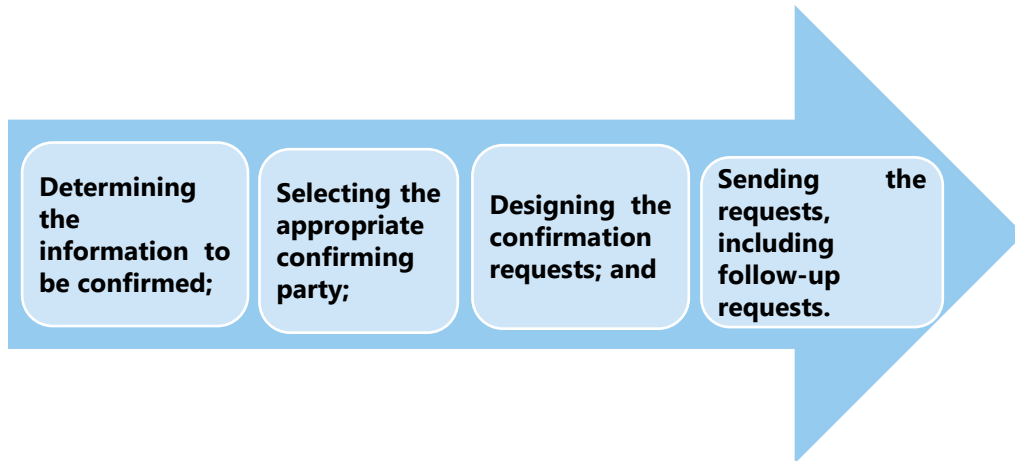 Determining
the
information to
be confirmed;
Selecting the
appropriate
confirming
party;
Designing the
confirmation
requests; and
Sending the
requests,
including
follow-up
requests.